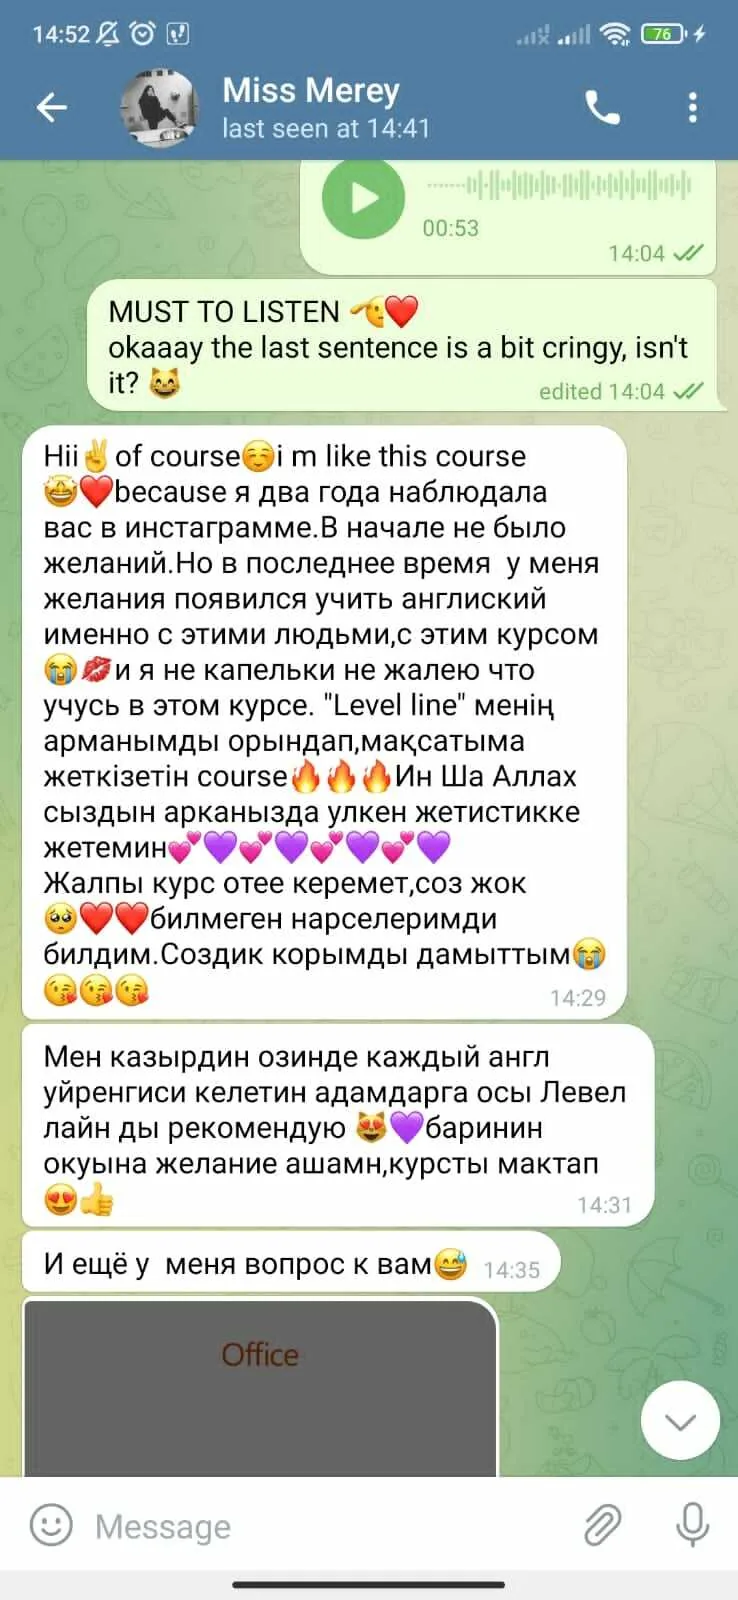 14:52
76
Miss Merey
last seen at 14:41
00:53
14:04
MUST TO LISTEN 🫡❤️
okaaay the last sentence is a bit cringy, isn't
it? 😸
edited 14:04
Hii✌️of course☺️i m like this course
🤩❤️because я два года наблюдала
вас в инстаграмме.В начале не было
желаний.Но в последнее время у меня
желания появился учить англиский
именно с этими людьми,с этим курсом
😭💋и я не капельки не жалею что
учусь в этом курсе. "Level line" менің
арманымды орындап,мақсатыма
жеткізетін course🔥🔥🔥Ин Ша Аллах
сыздын арканызда улкен жетистикке
жетемин💕💜💕💜💕💜💕💜
Жалпы курс отее керемет,соз жок
🥺❤️❤️билмеген нарселеримди
билдим.Создик корымды дамыттым😭
😘😘😘
14:29
Мен казырдин озинде каждый англ
уйренгиси келетин адамдарга осы Левел
лайн ды рекомендую 😻💜баринин
окуына желание ашамн,курсты мактап
😍👍
14:31
И ещё у меня вопрос к вам😅
14:35
Office
Message